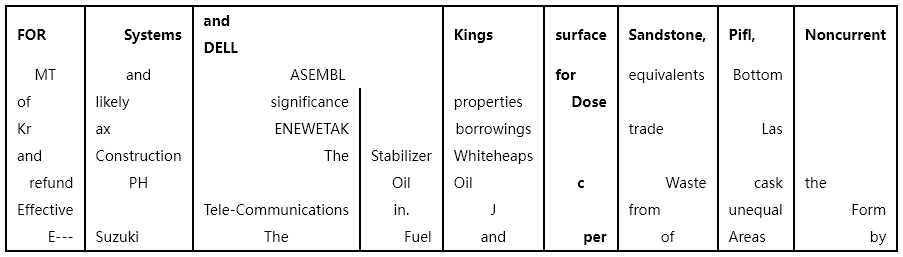 FOR Systems and DELL Kings surface Sandstone, Pifl, Noncurrent
MT and ASEMBL for equivalents Bottom
of likely significance properties Dose
Kr ax ENEWETAK borrowings trade Las
and Construction The Stabilizer Whiteheaps
refund PH Oil Oil c Waste cask the
Effective Tele-Communications in. J from unequal Form
E--- Suzuki The Fuel and per of Areas by